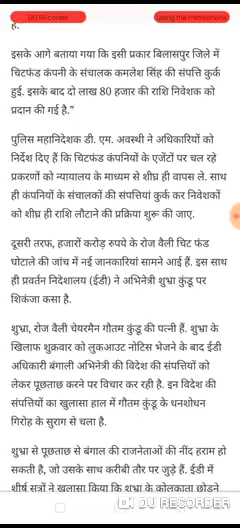 DU Recorder
है."
इसके आगे बताया गया कि इसी प्रकार बिलासपुर जिले में
चिटफंड कंपनी के संचालक कमलेश सिंह की संपत्ति कुर्क
हुई. इसके बाद दो लाख 80 हजार की राशि निवेशक को
प्रदान की गई है.”
पुलिस महानिदेशक डी. एम. अवस्थी ने अधिकारियों को
निर्देश दिए हैं कि चिटफंड कंपनियों के एजेंटों पर चल रहे
प्रकरणों को न्यायालय के माध्यम से शीघ्र ही वापस ले. साथ
ही कंपनियों के संचालकों की संपत्तियां कुर्क कर निवेशकों
को शीघ्र ही राशि लौटाने की प्रक्रिया शुरू की जाए.
दूसरी तरफ, हजारों करोड़ रुपये के रोज वैली चिट फंड
घोटाले की जांच में नई जानकारियां सामने आई हैं. इस साथ
ही प्रवर्तन निदेशालय (ईडी) ने अभिनेत्री शुभ्रा कुंडू पर
शिकंजा कसा है.
शुभ्रा, रोज वैली चेयरमैन गौतम कुंडू की पत्नी हैं. शुभ्रा के
खिलाफ शुक्रवार को लुकआउट नोटिस भेजने के बाद ईडी
अधिकारी बंगाली अभिनेत्री की विदेश की संपत्तियों को
लेकर पूछताछ करने पर विचार कर रही है. इन विदेश की
संपत्तियों का खुलासा हाल में गौतम कुंडू के धनशोधन
गिरोह के सुराग से चला है.
शुभ्रा से पूछताछ से बंगाल की राजनेताओं की नींद हराम हो
सकती है, जो उसके साथ करीबी तौर पर जुड़े हैं. ईडी में
शीर्ष सूत्रों ने खुलासा किया कि शुभ्रा के कोलकाता छोड़ने
DU RECORDER